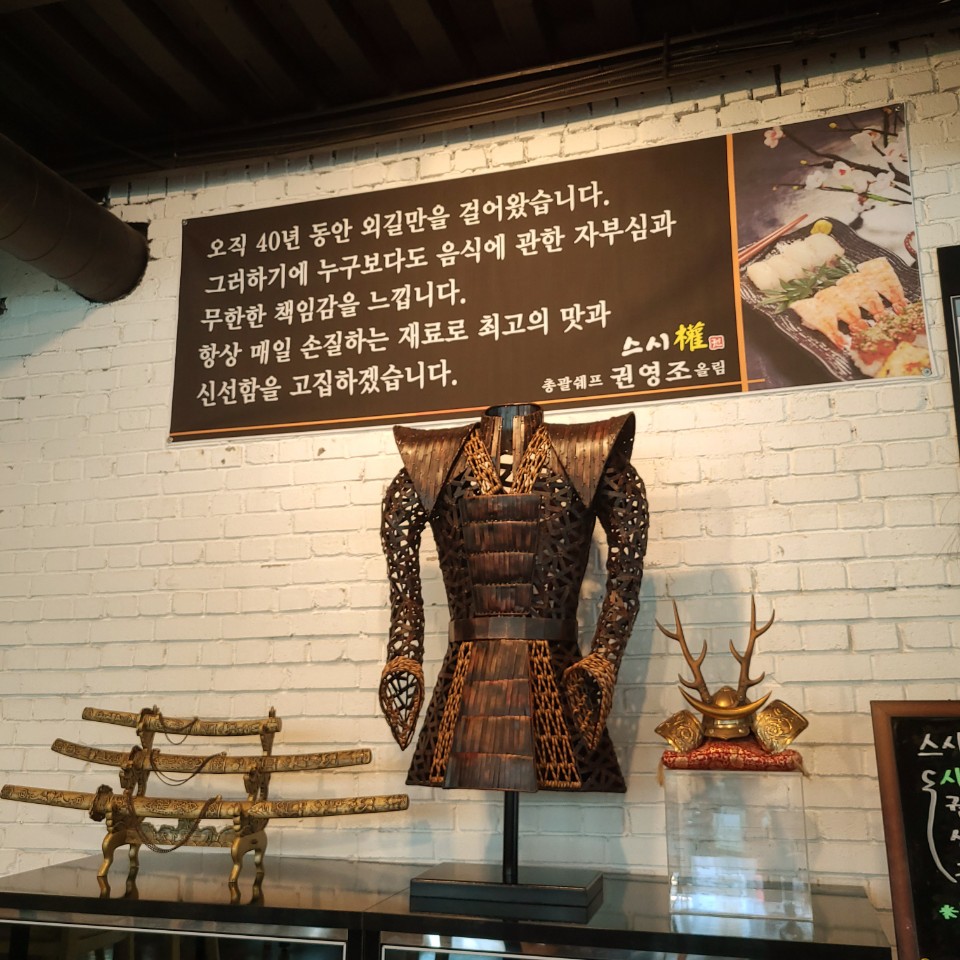 오직 40년 동안 외길만을 걸어왔습니다.
그러하기에 누구보다도 음식에 관한 자부심과
무한한 책임감을 느낍니다.
항상 매일 손질하는 재료로 최고의 맛과
신선함을 고집하겠습니다.
스시權
총괄쉐프 권영조올림
스시